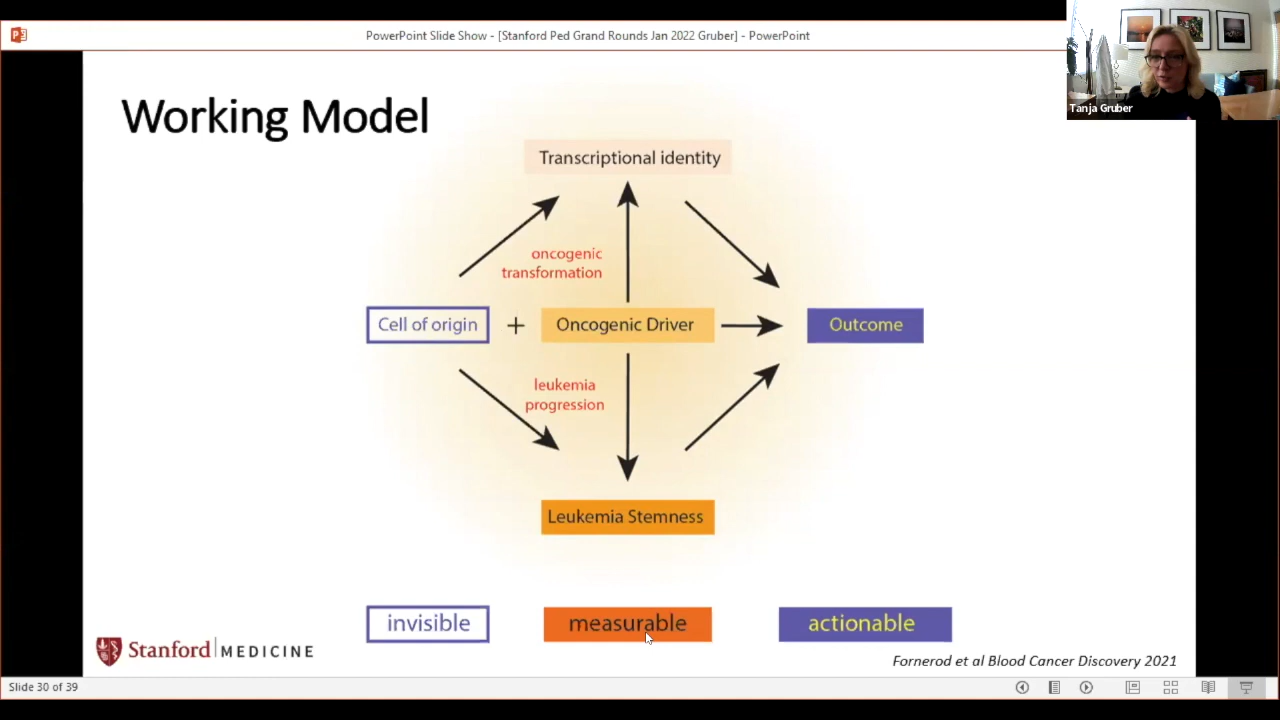 PowerPoint Slide Show - [Stanford Ped Grand Rounds Jan 2022 Gruber] - PowerPoint
Tanja Gruber
Working Model
Transcriptional identity
oncogenic
transformation
Cell of origin + Oncogenic Driver Outcome
leukemia
progression
Leukemia Stemness
invisible measurable actionable
Stanford MEDICINE
Fornerod et al Blood Cancer Discovery 2021
Slide 30 of 39